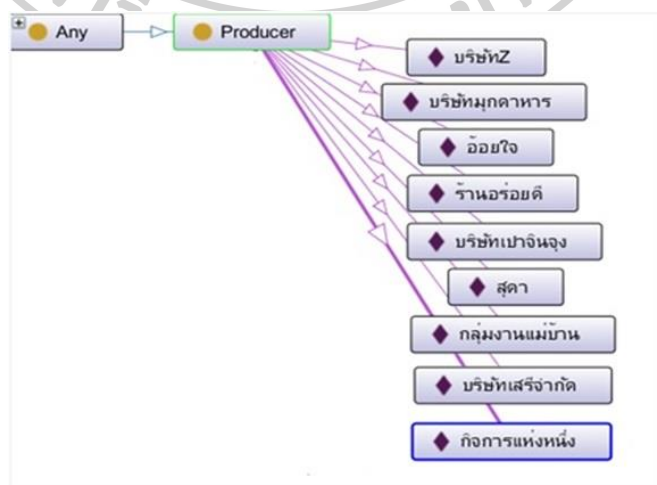 Any
Producer
บริษัทZ
บริษัทมุกดาหาร
อ้อยใจ
ร้านอร่อยดี
บริษัทเปาจินจุง
สุดา
กลุ่มงานแม่บ้าน
บริษัทเสรีจำกัด
กิจการแห่งหนึ่ง